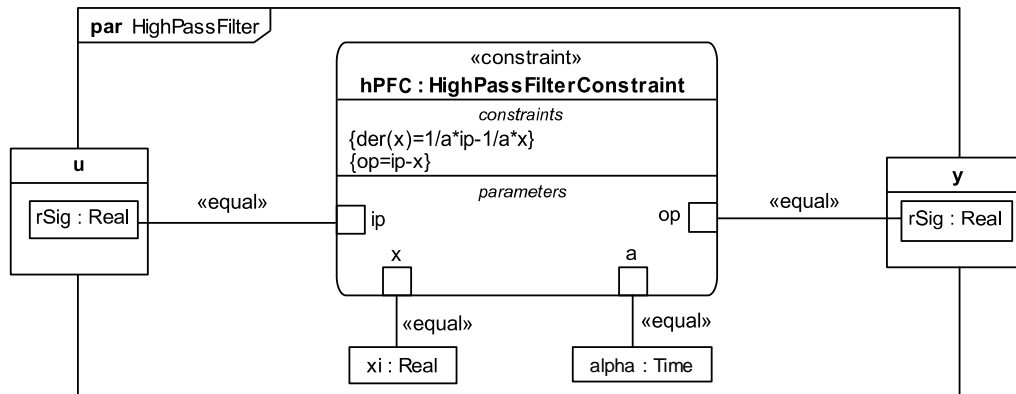 par HighPassFilter
«constraint»
hPFC : HighPassFilterConstraint
constraints
{der(x)=1/a*ip-1/a*x}
{op=ip-x}
parameters
u
rSig : Real
«equal»
ip
op
«equal»
y
rSig : Real
x
a
«equal»
«equal»
xi : Real
alpha : Time